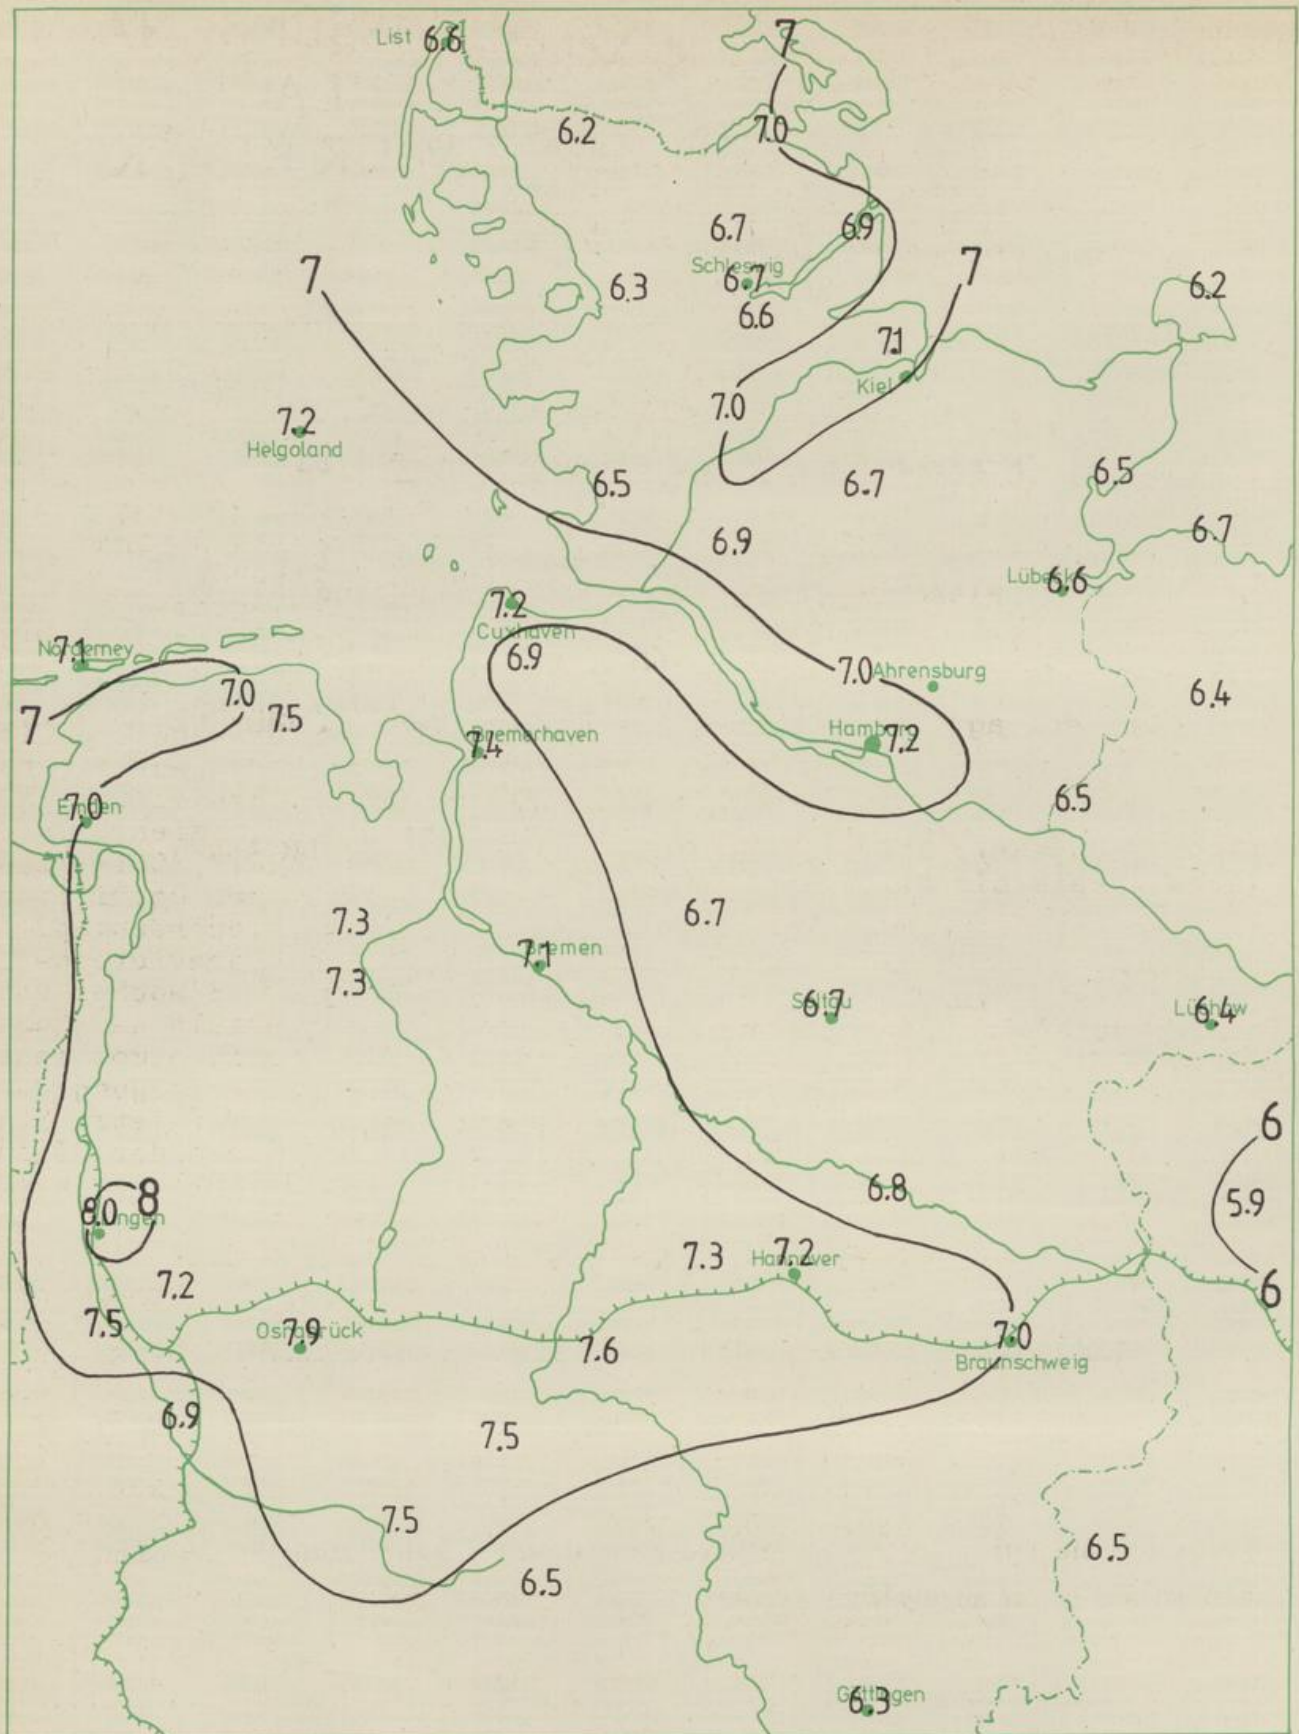 List 6.6
7
6.2
7.0
6.7
6.9
Schleswig
6.7
6.3
6.6
7
7
6.2
7.1
Kiel
7.0
7.2
Helgoland
6.5
6.7
6.5
6.9
6.7
Lübeck 6.6
7.2
Cuxhaven
6.9
Norderney
7.1
7.0
Ahrensburg
7
7.0
7.5
6.4
Bremerhaven
7.4
Hamburg
7.2
Emden
7.0
6.5
7.3
6.7
Bremen
7.1
7.3
Soltau
6.7
Lüchow
6.4
6
8
8.0
Lingen
6.8
5.9
7.3
Hannover
7.2
7.2
6
7.5
Osnabrück
7.9
7.6
7.0
Braunschweig
6.9
7.5
7.5
6.5
6.5
Göttingen
6.3